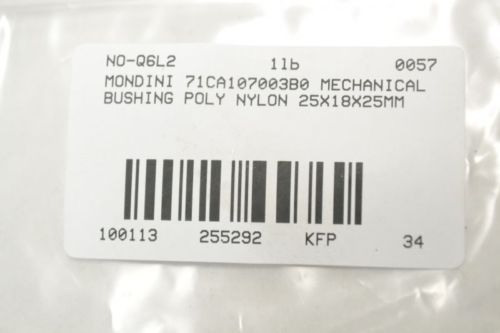 NO-Q6L2 1lb 0057
MONDINI 71CA107003B0 MECHANICAL
BUSHING POLY NYLON 25X18X25MM
100113 255292 KFP 34